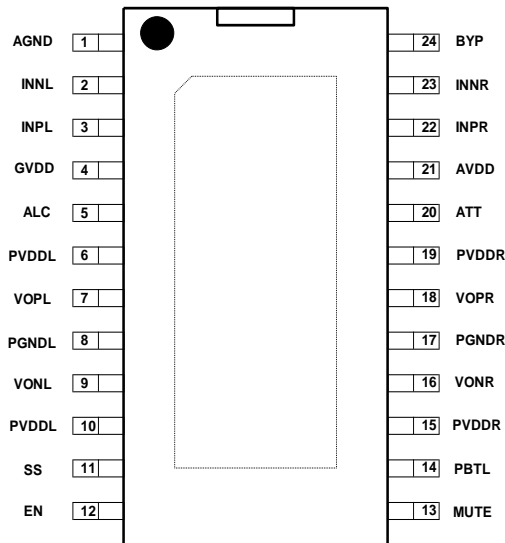 AGND 1 24 BYP
INNL 2 23 INNR
INPL 3 22 INPR
GVDD 4 21 AVDD
ALC 5 20 ATT
PVDDL 6 19 PVDDR
VOPL 7 18 VOPR
PGNDL 8 17 PGNDR
VONL 9 16 VONR
PVDDL 10 15 PVDDR
SS 11 14 PBTL
EN 12 13 MUTE